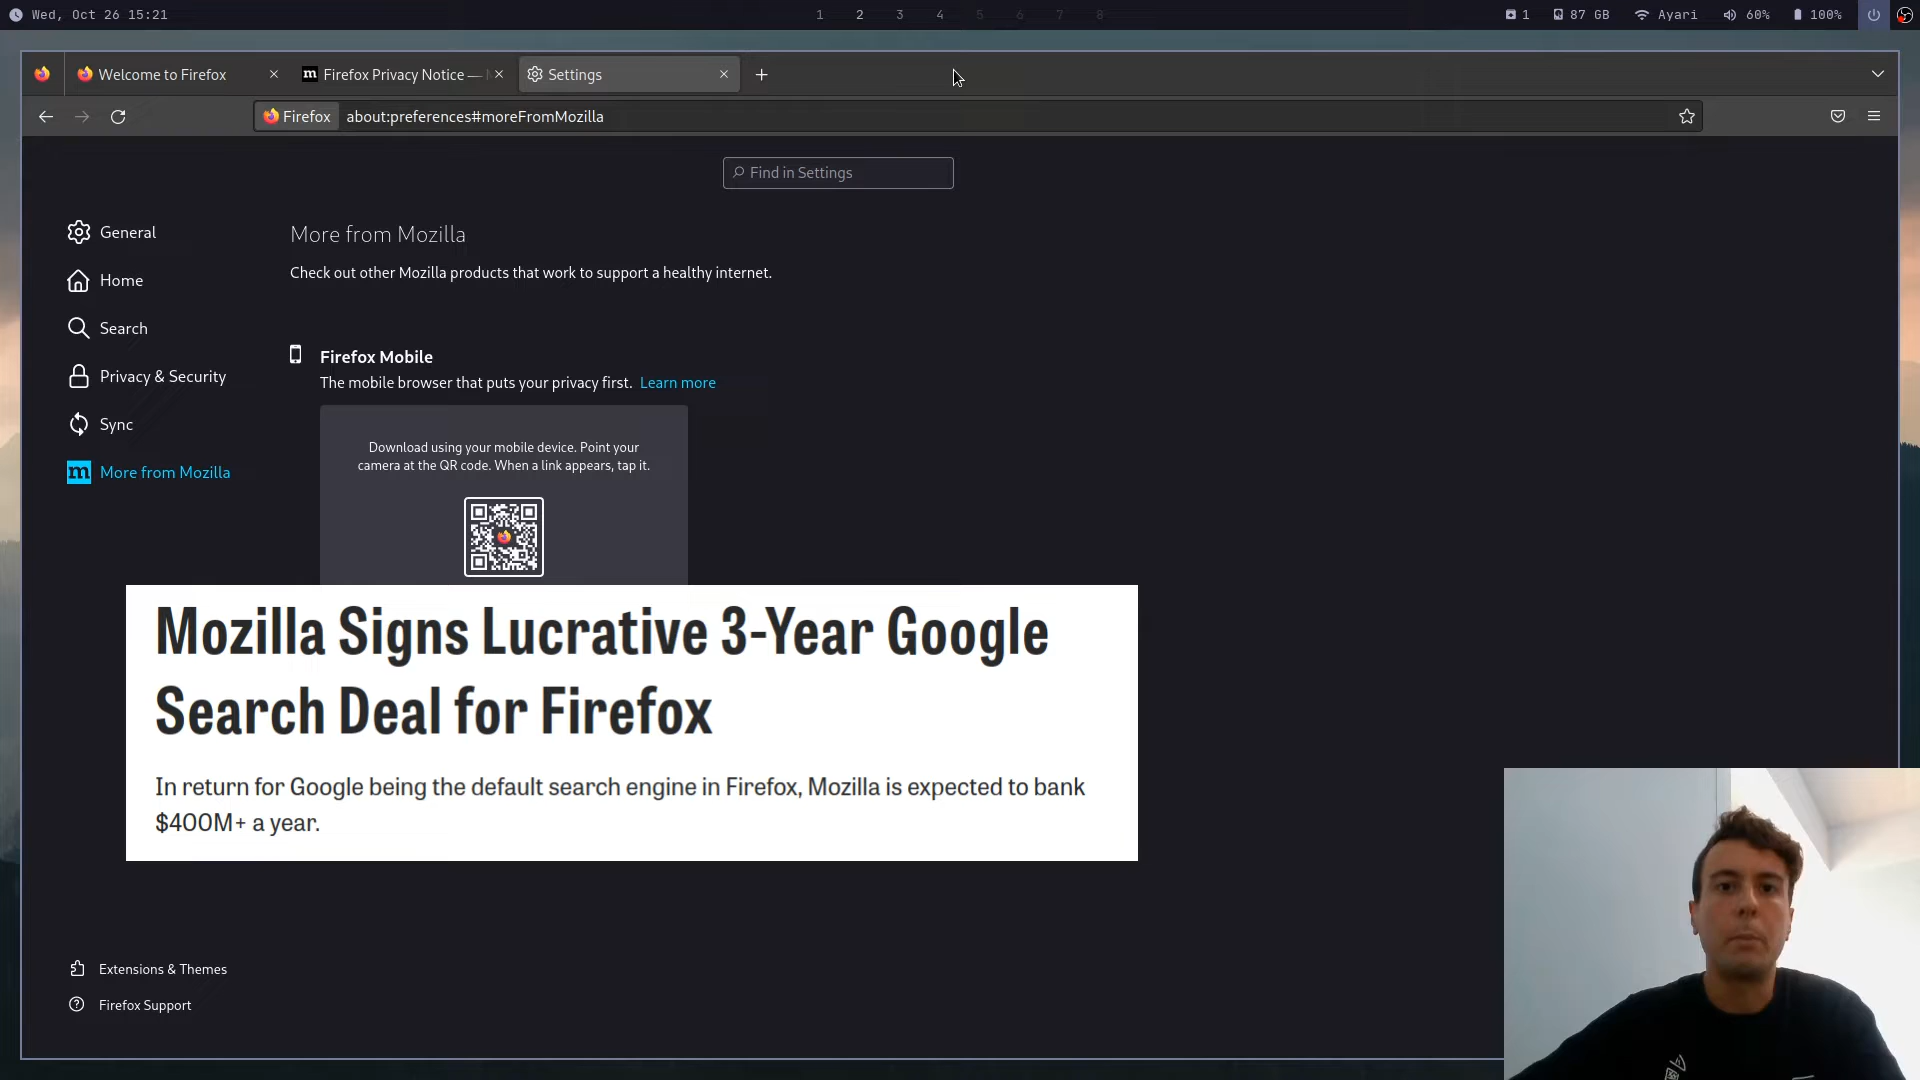 Wed, Oct 26 15:21
1 2 3 4 5 6 7 8
1 87 GB Ayari 60% 100%
Welcome to Firefox
Firefox Privacy Notice —
Settings
Firefox about:preferences#moreFromMozilla
Find in Settings
General
Home
Search
Privacy & Security
Sync
m More from Mozilla
Extensions & Themes
Firefox Support
More from Mozilla
Check out other Mozilla products that work to support a healthy internet.
Firefox Mobile
The mobile browser that puts your privacy first. Learn more
Download using your mobile device. Point your
camera at the QR code. When a link appears, tap it.
Mozilla Signs Lucrative 3-Year Google
Search Deal for Firefox
In return for Google being the default search engine in Firefox, Mozilla is expected to bank
$400M+ a year.